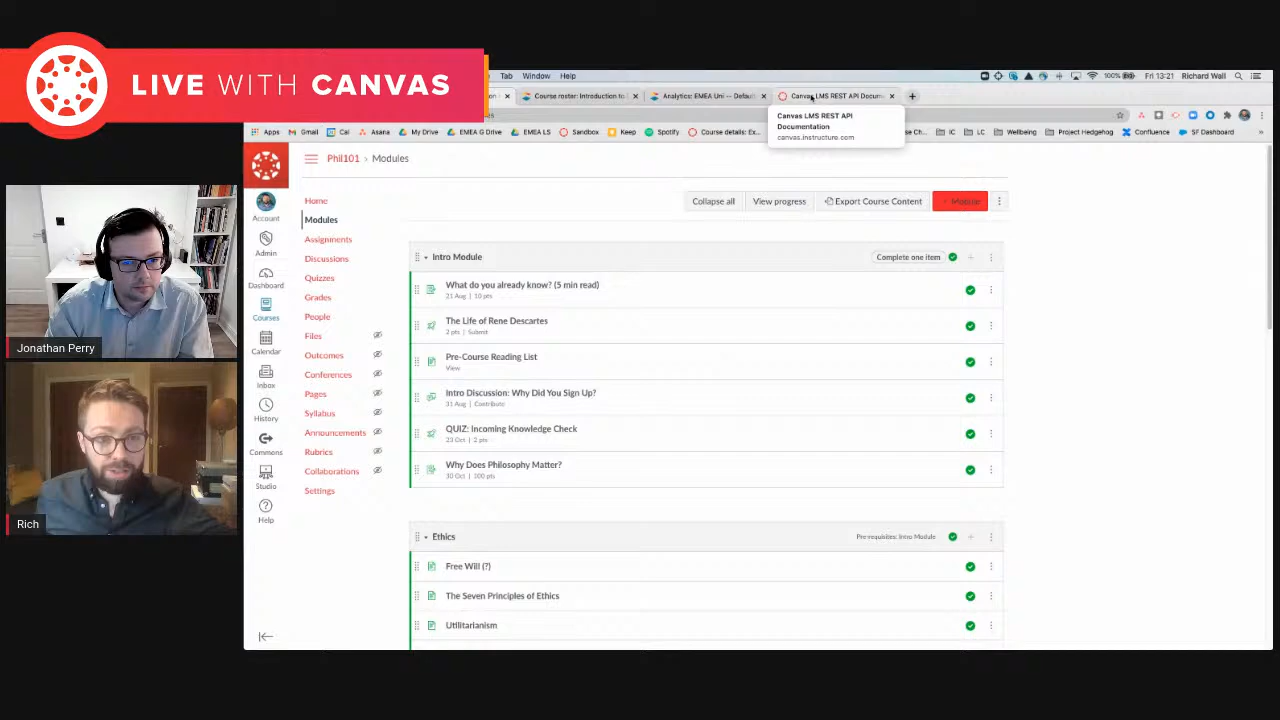 LIVE WITH CANVAS
Tab Window Help
100% Fri 13:21 Richard Wall
Course roster: Introduction to
Analytics: EMEA Uni – Defau
Canvas LMS REST API Docum
Canvas LMS REST API
Documentation
canvas.instructure.com
Apps Gmail Cal Drive EMEA G Drive EMEA LS Sandbox Keep Spotify Course details: Ex... IC LC Wellbeing Project Charon Confluence SF Dashboard
Phil101 › Modules
Account
Admin
Dashboard
Courses
Calendar
Inbox
History
Commons
Studio
Help
Home
Modules
Assignments
Discussions
Quizzes
Grades
People
Files
Outcomes
Conferences
Pages
Syllabus
Announcements
Rubrics
Collaborations
Settings
Collapse all View progress Export Course Content + Module
Intro Module Complete one item
What do you already know? (5 min read)
21 Aug | 10 pts
The Life of Rene Descartes
2 pts | Submit
Pre-Course Reading List
View
Intro Discussion: Why Did You Sign Up?
31 Aug | Contribute
QUIZ: Incoming Knowledge Check
23 Oct | 2 pts
Why Does Philosophy Matter?
30 Oct | 100 pts
Ethics Prerequisites: Intro Module
Free Will (?)
The Seven Principles of Ethics
Utilitarianism
Jonathan Perry
Rich